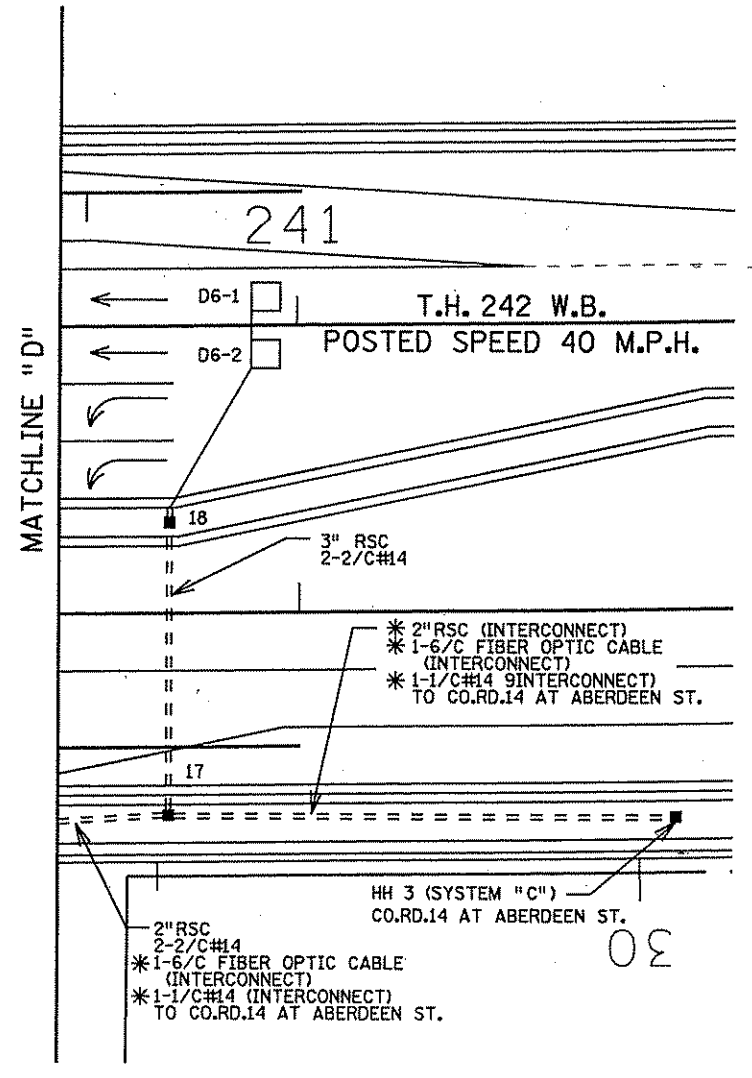 MATCHLINE "D"
241
D6-1
T.H. 242 W.B.
D6-2
POSTED SPEED 40 M.P.H.
18
3" RSC
2-2/C#14
* 2"RSC (INTERCONNECT)
* 1-6/C FIBER OPTIC CABLE
(INTERCONNECT)
* 1-1/C#14 9INTERCONNECT)
TO CO.RD.14 AT ABERDEEN ST.
17
HH 3 (SYSTEM "C")
CO.RD.14 AT ABERDEEN ST.
30
2"RSC
2-2/C#14
* 1-6/C FIBER OPTIC CABLE
(INTERCONNECT)
* 1-1/C#14 (INTERCONNECT)
TO CO.RD.14 AT ABERDEEN ST.